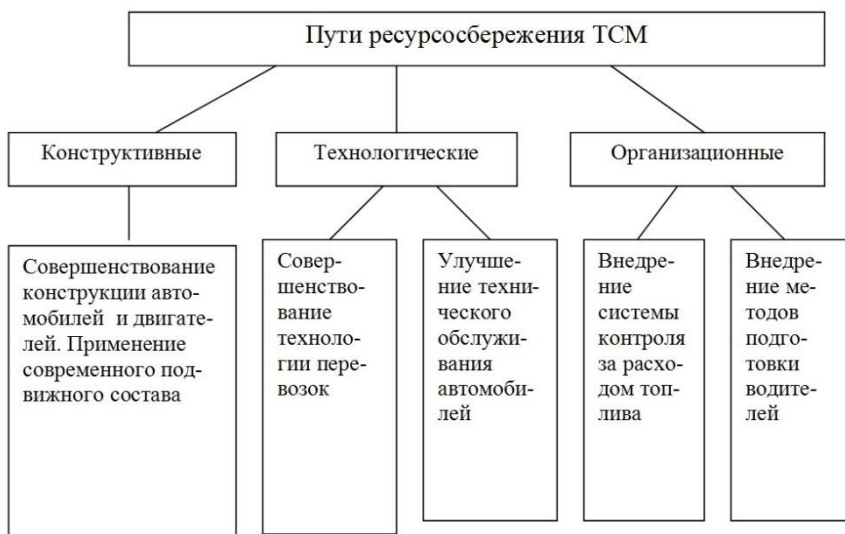 Пути ресурсосбережения ТСМ
Конструктивные
Технологические
Организационные
Совершенствование
конструкции авто-
мобилей и двигате-
лей. Применение
современного под-
вижного состава
Совер-
шенство-
вание
техноло-
гии пере-
возок
Улучше-
ние техни-
ческого
обслужи-
вания
автомоби-
лей
Внедре-
ние
системы
контроля
за расхо-
дом топ-
лива
Внедре-
ние ме-
тодов
подго-
товки
водите-
лей